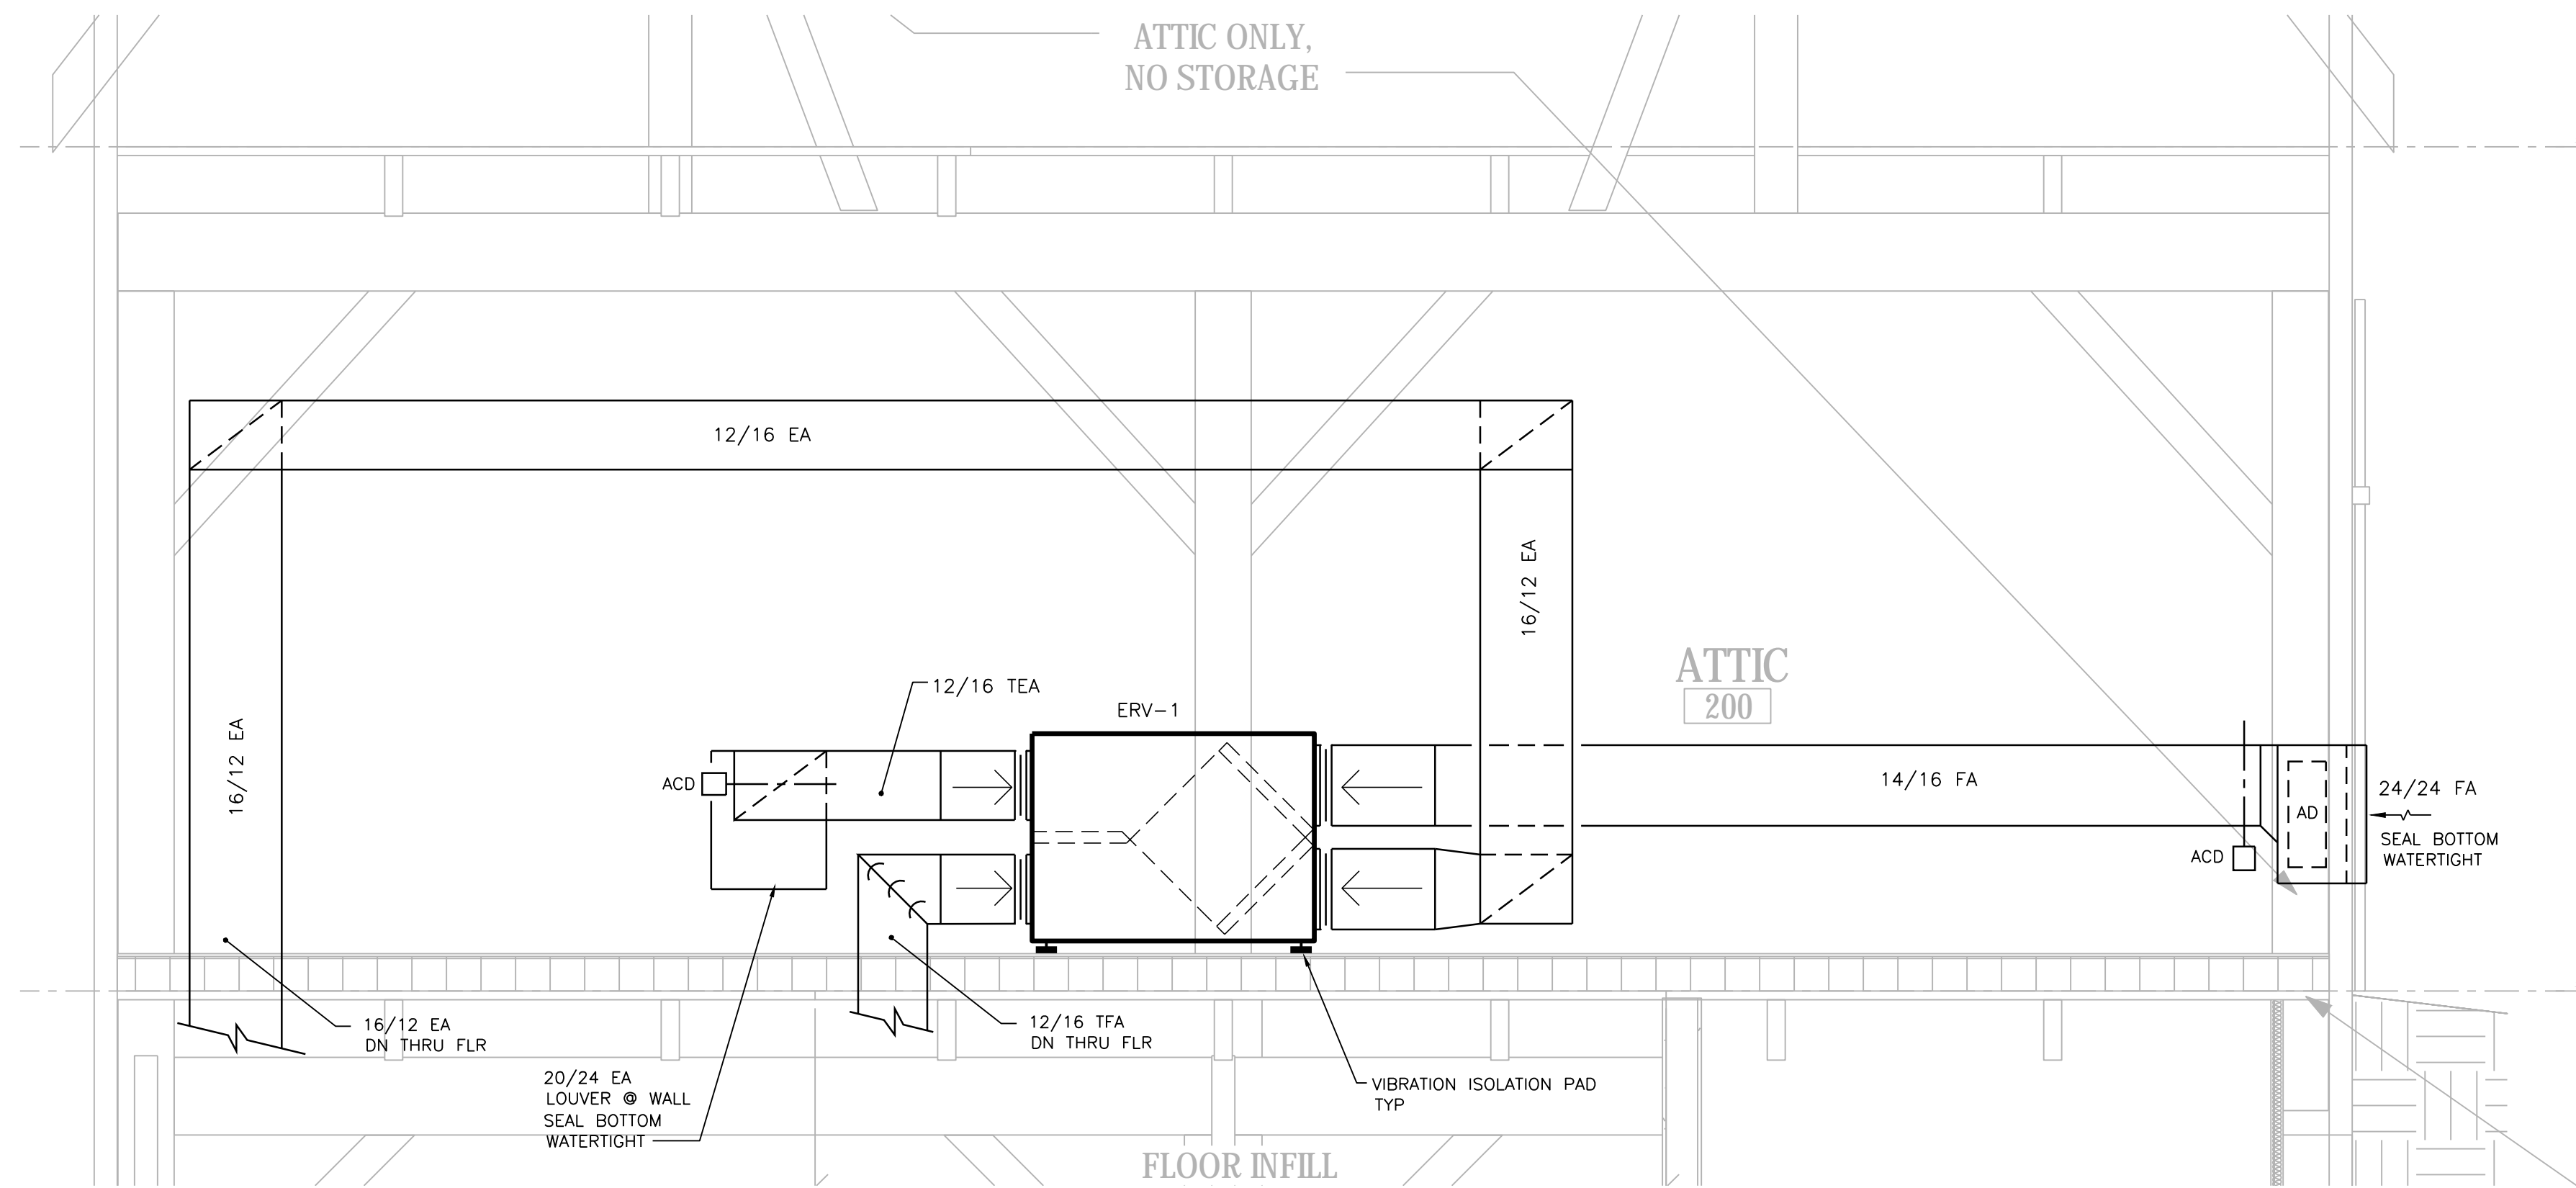 ATTIC ONLY,
NO STORAGE
12/16 EA
16/12 EA
ATTIC
200
12/16 TEA
ERV-1
16/12 EA
ACD
14/16 FA
24/24 FA
AD
SEAL BOTTOM
WATERTIGHT
ACD
16/12 EA
DN THRU FLR
12/16 TFA
DN THRU FLR
20/24 EA
LOUVER @ WALL
SEAL BOTTOM
WATERTIGHT
VIBRATION ISOLATION PAD
TYP
FLOOR INFILL